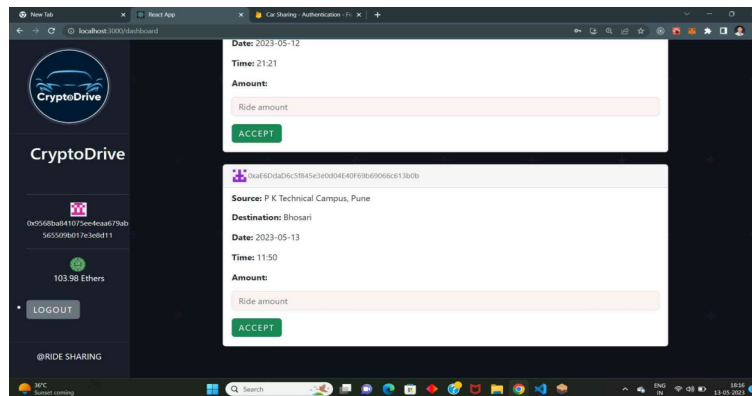 New Tab
React App
Car Sharing - Authentication - Fi
localhost:3000/dashboard
CryptoDrive
CryptoDrive
0x9568ba841075ee4eaa679ab
565509b017e3e8d11
103.98 Ethers
LOGOUT
@RIDE SHARING
Date: 2023-05-12
Time: 21:21
Amount:
Ride amount
ACCEPT
Source: P K Technical Campus, Pune
Destination: Bhosari
Date: 2023-05-13
Time: 11:50
Amount:
Ride amount
ACCEPT
36°C
Sunset coming
Search
ENG
IN
18:16
13-05-2023